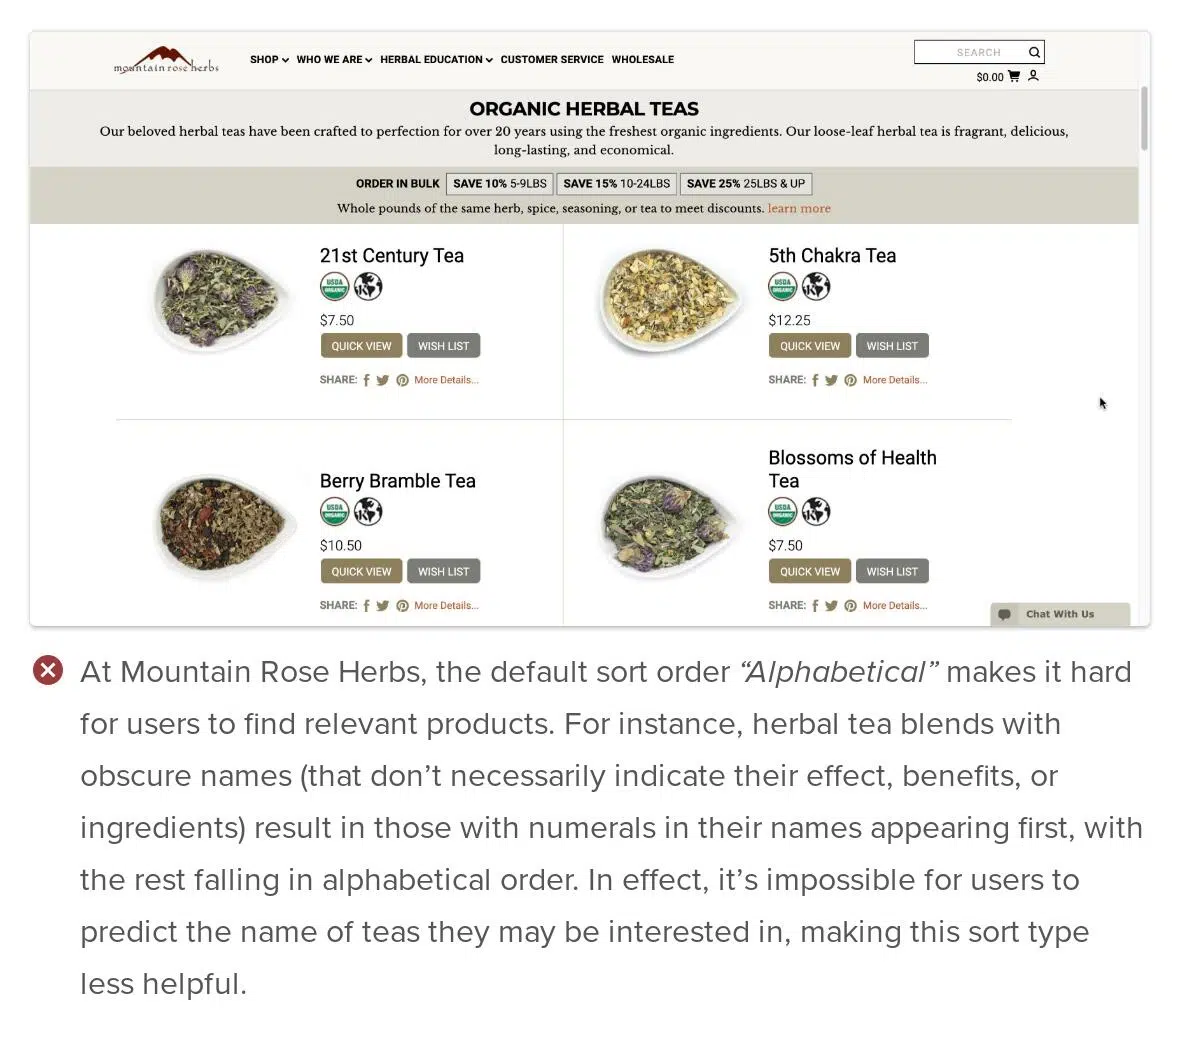 mountain rose herbs
SHOP WHO WE ARE HERBAL EDUCATION CUSTOMER SERVICE WHOLESALE
SEARCH
$0.00
ORGANIC HERBAL TEAS
Our beloved herbal teas have been crafted to perfection for over 20 years using the freshest organic ingredients. Our loose-leaf herbal tea is fragrant, delicious,
long-lasting, and economical.
ORDER IN BULK SAVE 10% 5-9LBS SAVE 15% 10-24LBS SAVE 25% 25LBS & UP
Whole pounds of the same herb, spice, seasoning, or tea to meet discounts. learn more
21st Century Tea
USDA
ORGANIC K
$7.50
QUICK VIEW WISH LIST
SHARE: More Details...
5th Chakra Tea
USDA
ORGANIC K
$12.25
QUICK VIEW WISH LIST
SHARE: More Details...
Berry Bramble Tea
USDA
ORGANIC K
$10.50
QUICK VIEW WISH LIST
SHARE: More Details...
Blossoms of Health
Tea
USDA
ORGANIC K
$7.50
QUICK VIEW WISH LIST
SHARE: More Details...
Chat With Us
At Mountain Rose Herbs, the default sort order “Alphabetical” makes it hard
for users to find relevant products. For instance, herbal tea blends with
obscure names (that don’t necessarily indicate their effect, benefits, or
ingredients) result in those with numerals in their names appearing first, with
the rest falling in alphabetical order. In effect, it’s impossible for users to
predict the name of teas they may be interested in, making this sort type
less helpful.